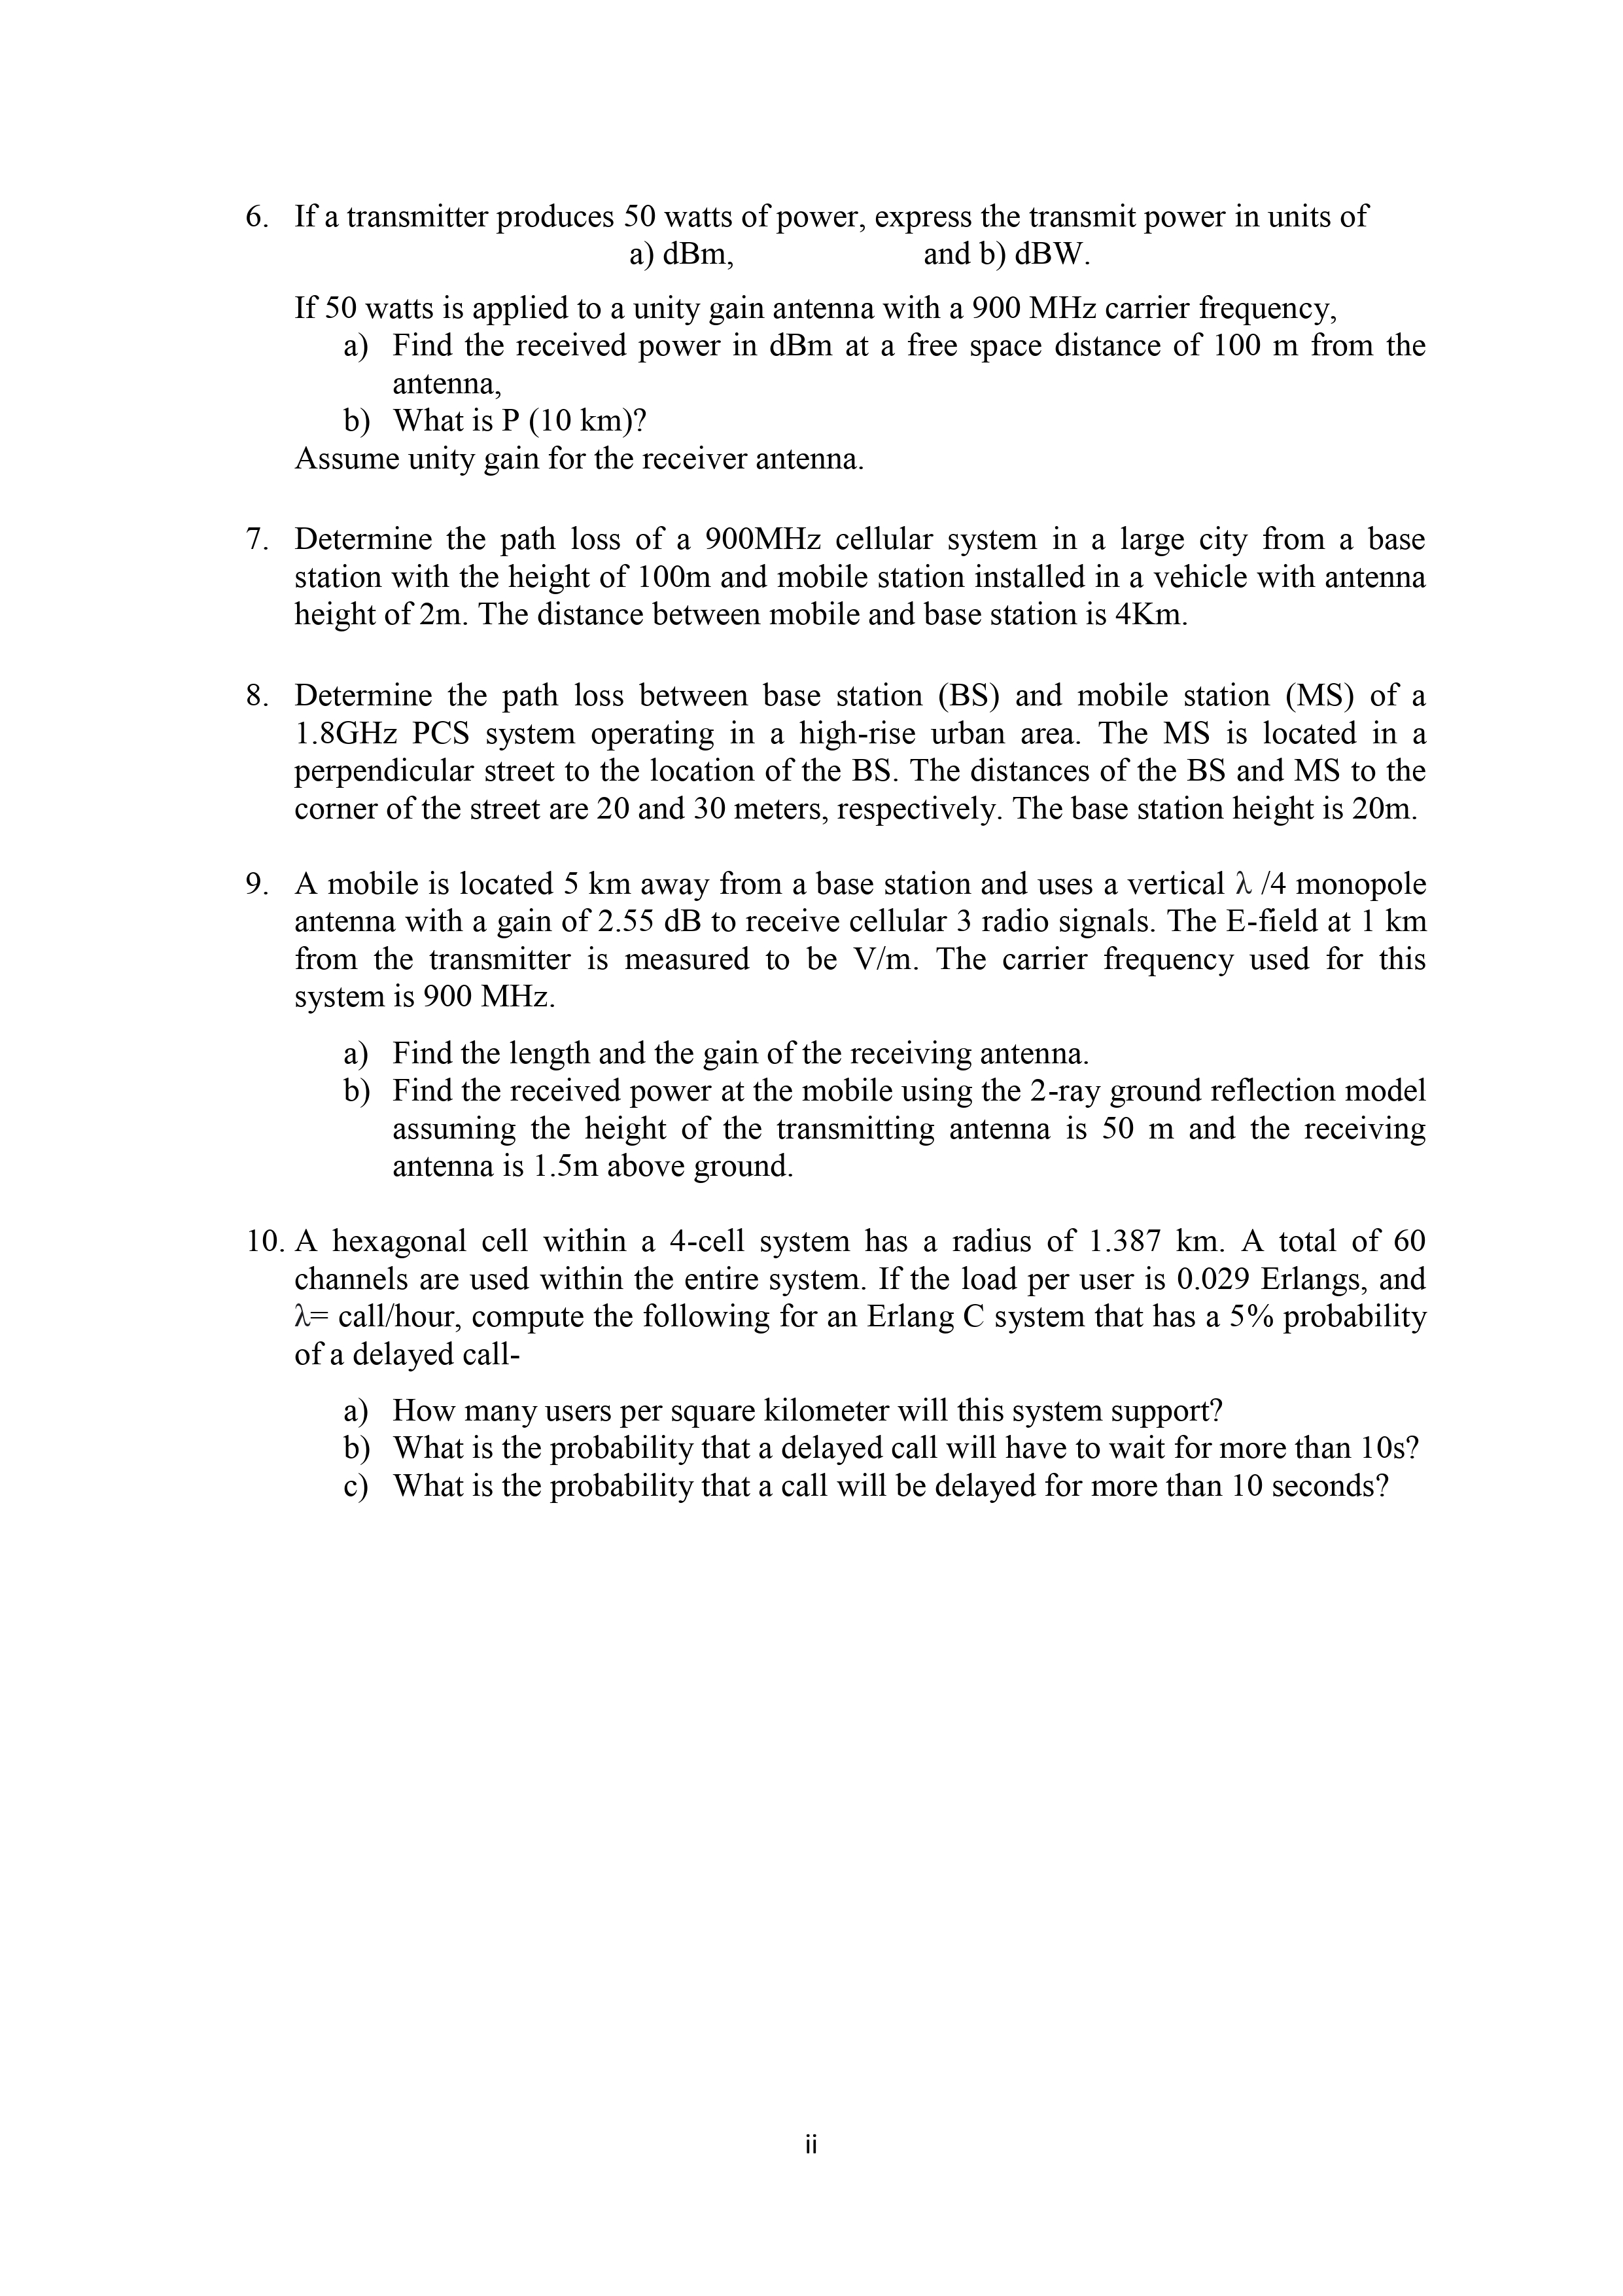 6. If a transmitter produces 50 watts of power, express the transmit power in units of
a) dBm, and b) dBW.
If 50 watts is applied to a unity gain antenna with a 900 MHz carrier frequency,
a) Find the received power in dBm at a free space distance of 100 m from the
antenna,
b) What is P (10 km)?
Assume unity gain for the receiver antenna.
7. Determine the path loss of a 900MHz cellular system in a large city from a base
station with the height of 100m and mobile station installed in a vehicle with antenna
height of 2m. The distance between mobile and base station is 4Km.
8. Determine the path loss between base station (BS) and mobile station (MS) of a
1.8GHz PCS system operating in a high-rise urban area. The MS is located in a
perpendicular street to the location of the BS. The distances of the BS and MS to the
corner of the street are 20 and 30 meters, respectively. The base station height is 20m.
9. A mobile is located 5 km away from a base station and uses a vertical λ /4 monopole
antenna with a gain of 2.55 dB to receive cellular 3 radio signals. The E-field at 1 km
from the transmitter is measured to be V/m. The carrier frequency used for this
system is 900 MHz.
a) Find the length and the gain of the receiving antenna.
b) Find the received power at the mobile using the 2-ray ground reflection model
assuming the height of the transmitting antenna is 50 m and the receiving
antenna is 1.5m above ground.
10. A hexagonal cell within a 4-cell system has a radius of 1.387 km. A total of 60
channels are used within the entire system. If the load per user is 0.029 Erlangs, and
λ= call/hour, compute the following for an Erlang C system that has a 5% probability
of a delayed call-
a) How many users per square kilometer will this system support?
b) What is the probability that a delayed call will have to wait for more than 10s?
c) What is the probability that a call will be delayed for more than 10 seconds?
ii